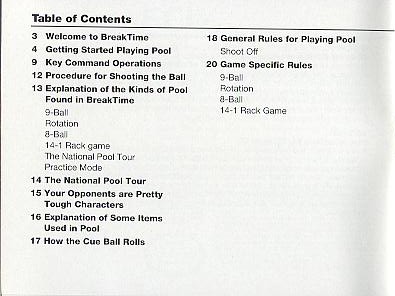 Table of Contents
3 Welcome to BreakTime
4 Getting Started Playing Pool
9 Key Command Operations
12 Procedure for Shooting the Ball
13 Explanation of the Kinds of Pool
Found in BreakTime
9-Ball
Rotation
8-Ball
14-1 Rack game
The National Pool Tour
Practice Mode
14 The National Pool Tour
15 Your Opponents are Pretty
Tough Characters
16 Explanation of Some Items
Used in Pool
17 How the Cue Ball Rolls
18 General Rules for Playing Pool
Shoot Off
20 Game Specific Rules
9-Ball
Rotation
8-Ball
14-1 Rack Game